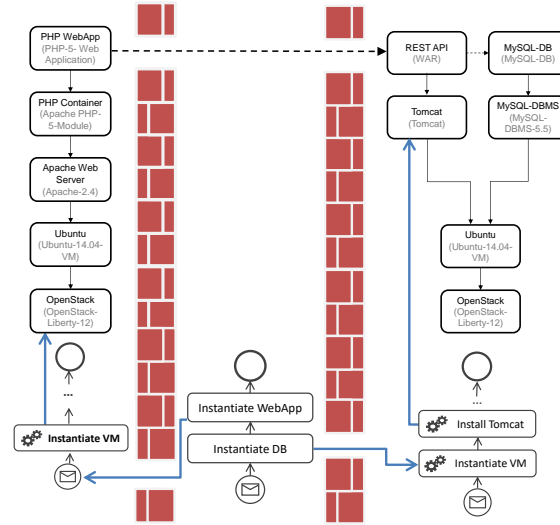 PHP WebApp
(PHP-5- Web
Application)
PHP Container
(Apache PHP-
5-Module)
Apache Web
Server
(Apache-2.4)
Ubuntu
(Ubuntu-14.04-
VM)
OpenStack
(OpenStack-
Liberty-12)
...
Instantiate VM
Instantiate WebApp
Instantiate DB
REST API
(WAR)
MySQL-DB
(MySQL-DB)
Tomcat
(Tomcat)
MySQL-DBMS
(MySQL-
DBMS-5.5)
Ubuntu
(Ubuntu-14.04-
VM)
OpenStack
(OpenStack-
Liberty-12)
...
Install Tomcat
Instantiate VM